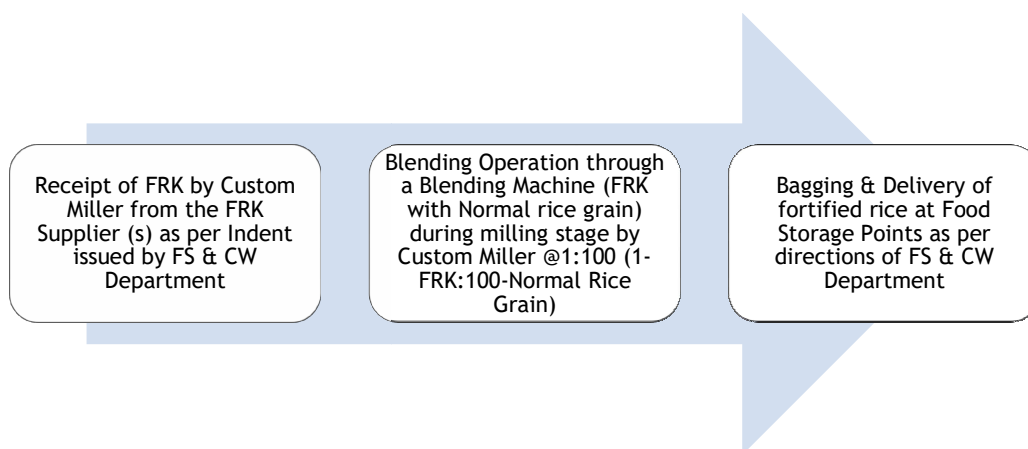 Receipt of FRK by Custom
Miller from the FRK
Supplier (s) as per Indent
issued by FS & CW
Department
Blending Operation through
a Blending Machine (FRK
with Normal rice grain)
during milling stage by
Custom Miller @1:100 (1-
FRK:100-Normal Rice
Grain)
Bagging & Delivery of
fortified rice at Food
Storage Points as per
directions of FS & CW
Department